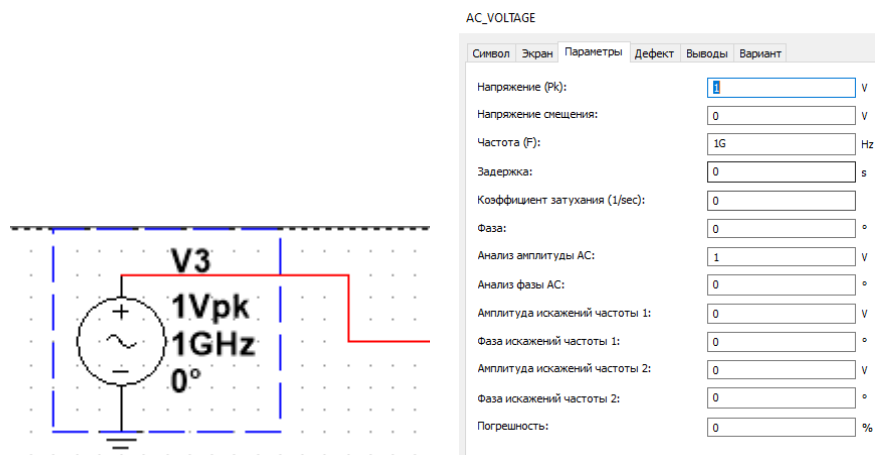 AC_VOLTAGE
Символ Экран Параметры Дефект Выводы Вариант
Напряжение (Pk): 1 V
Напряжение смещения: 0 V
Частота (F): 1G Hz
Задержка: 0 s
Коэффициент затухания (1/sec): 0
Фаза: 0 °
Анализ амплитуды AC: 1 V
Анализ фазы AC: 0 °
Амплитуда искажений частоты 1: 0 V
Фаза искажений частоты 1: 0 °
Амплитуда искажений частоты 2: 0 V
Фаза искажений частоты 2: 0 °
Погрешность: 0 %
V3
1Vpk
1GHz
0°